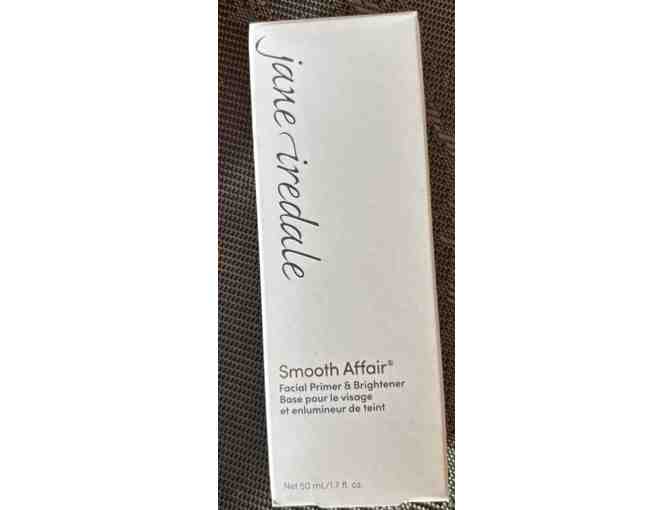 jane iredale
Smooth Affair®
Facial Primer & Brightener
Base pour le visage
et enlumineur de teint
Net 50 mL/1.7 fl. oz.